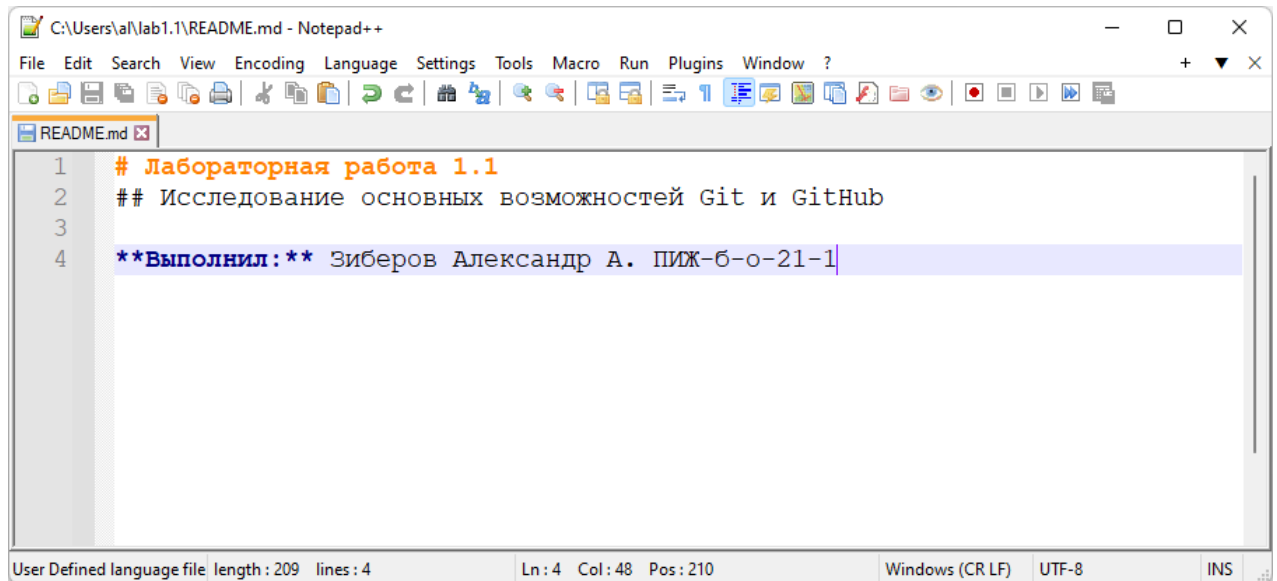 C:\Users\al\lab1.1\README.md - Notepad++
File Edit Search View Encoding Language Settings Tools Macro Run Plugins Window ?
README.md
1 # Лабораторная работа 1.1
2 ## Исследование основных возможностей Git и GitHub
3
4 **Выполнил:** Зиберов Александр А. ПИЖ-б-о-21-1
User Defined language file length : 209 lines : 4 Ln : 4 Col : 48 Pos : 210 Windows (CR LF) UTF-8 INS